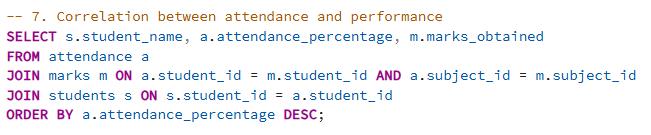 -- 7. Correlation between attendance and performance
SELECT s.student_name, a.attendance_percentage, m.marks_obtained
FROM attendance a
JOIN marks m ON a.student_id = m.student_id AND a.subject_id = m.subject_id
JOIN students s ON s.student_id = a.student_id
ORDER BY a.attendance_percentage DESC;